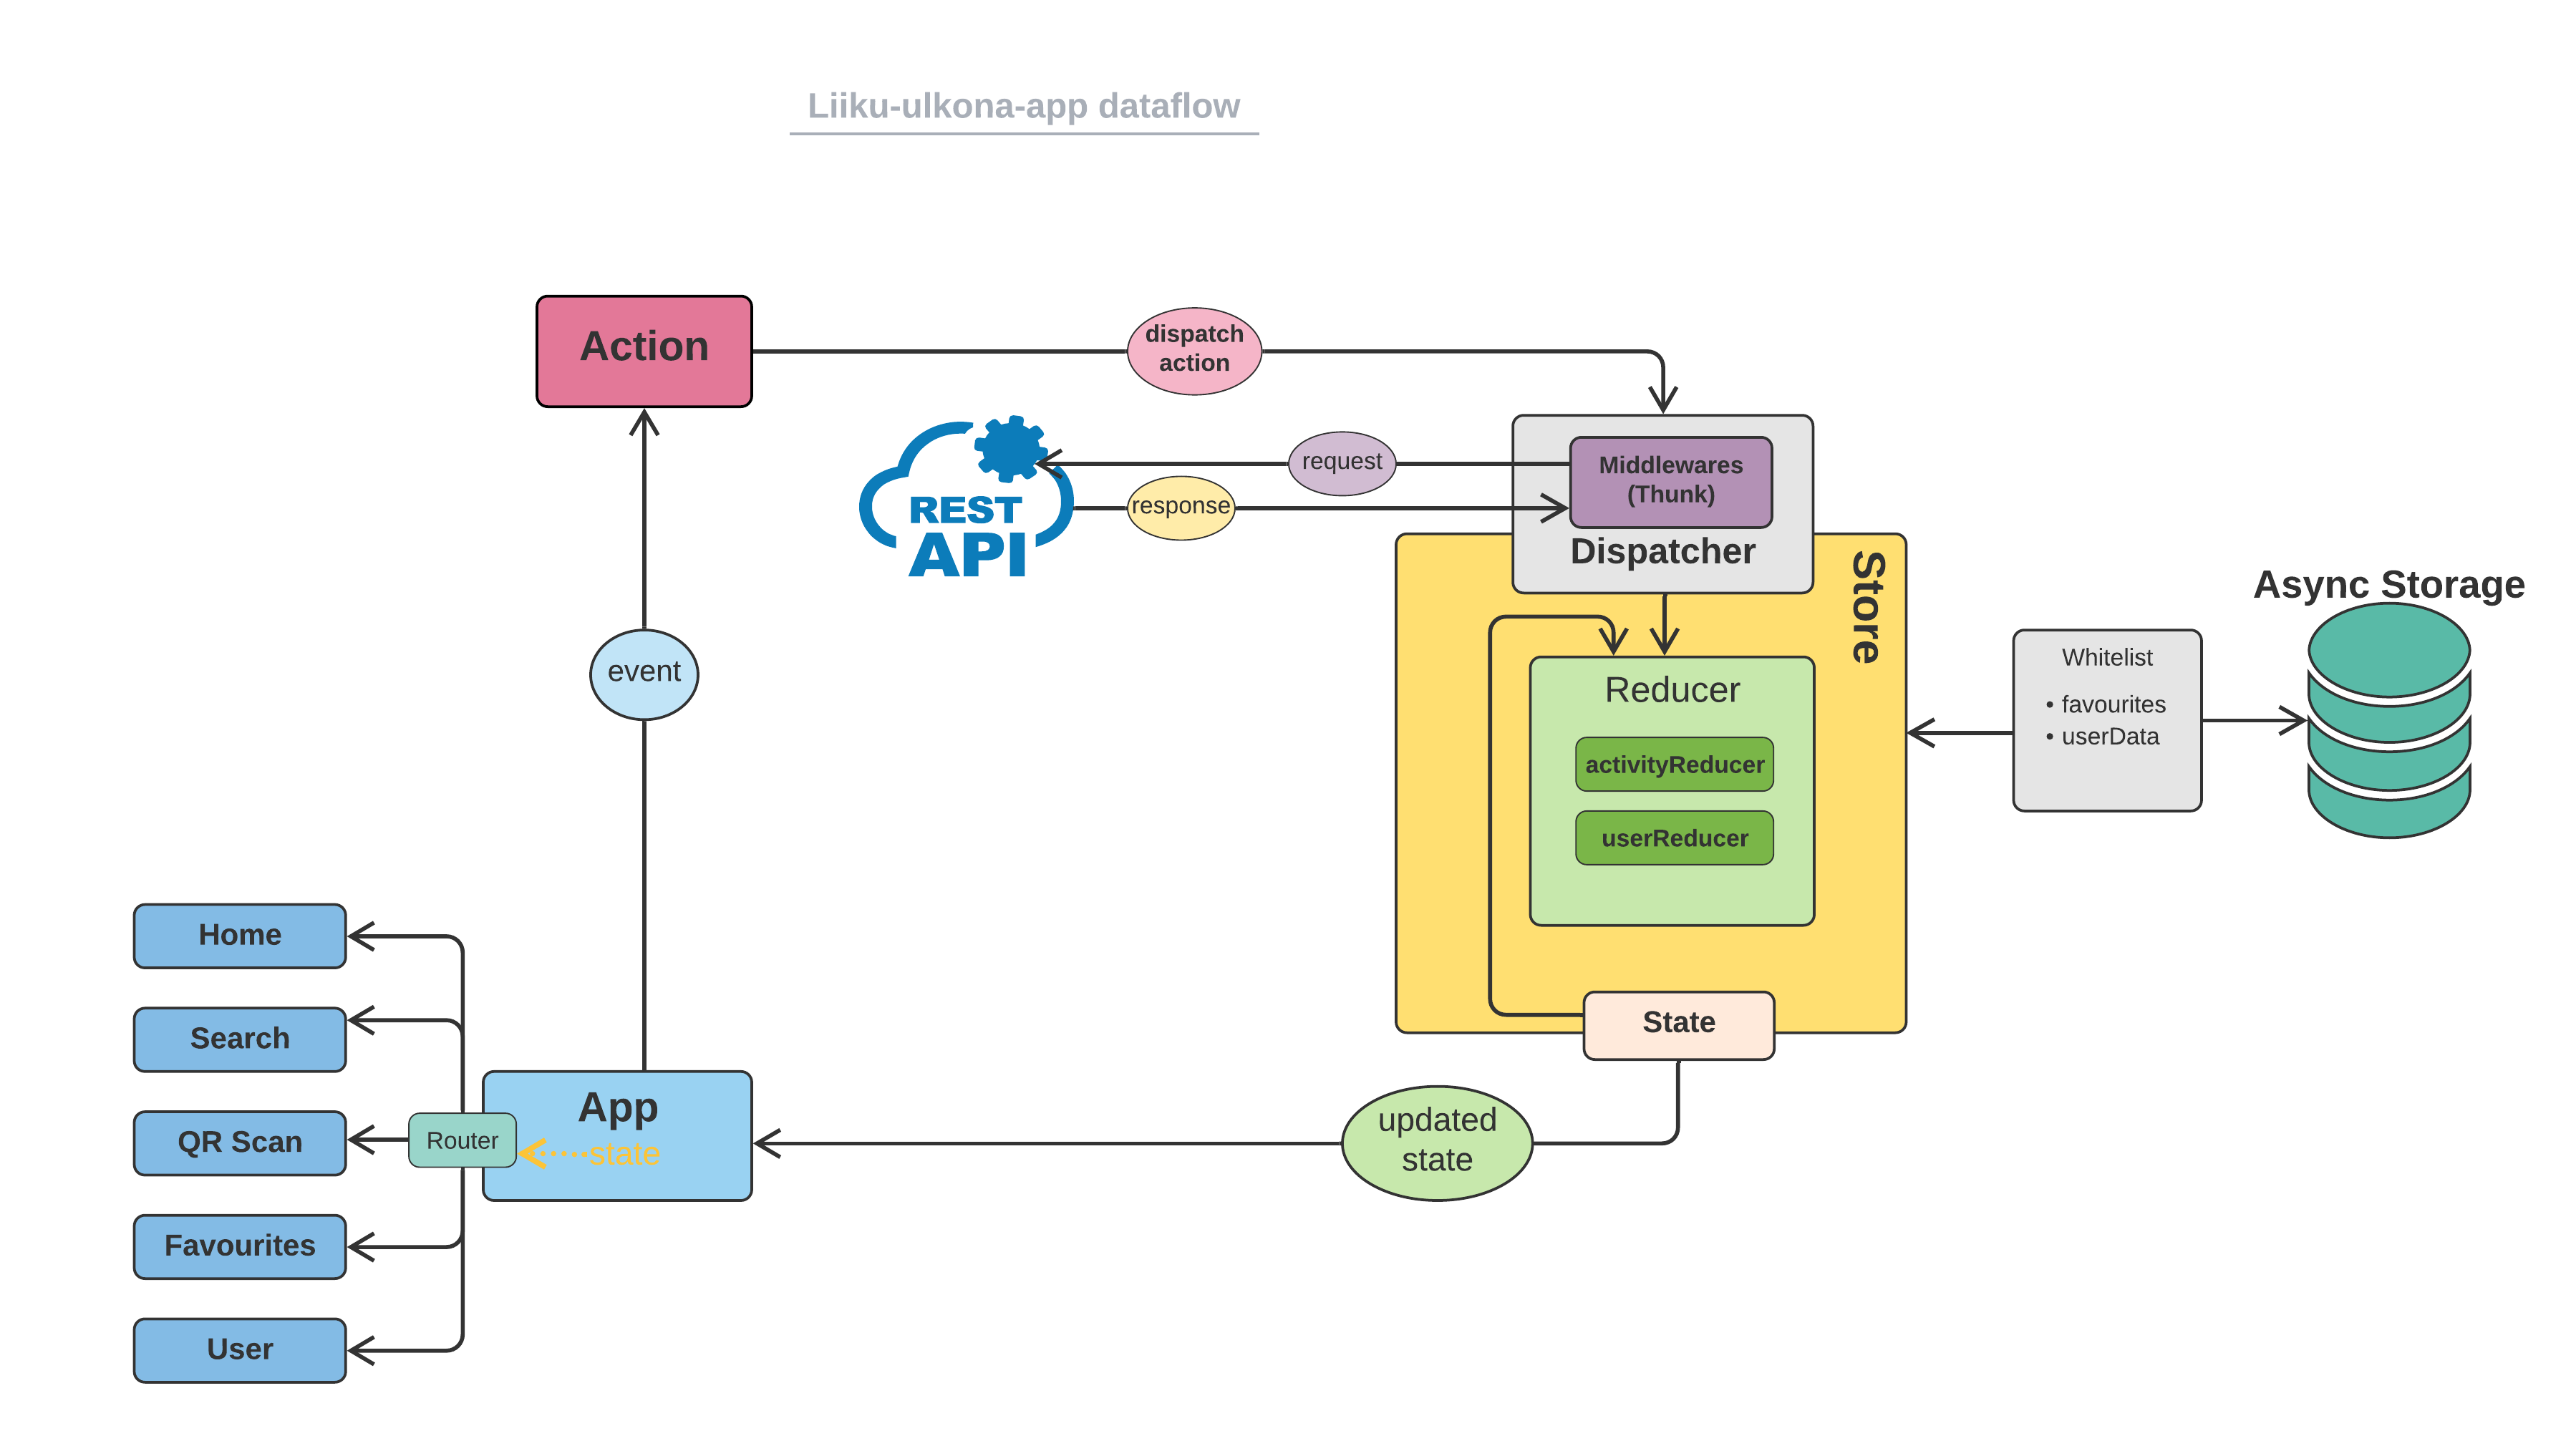 Liiku-ulkona-app dataflow
Action
dispatch
action
request
response
REST
API
Middlewares
(Thunk)
Dispatcher
Store
Async Storage
event
Reducer
activityReducer
userReducer
Whitelist
• favourites
• userData
State
updated
state
App
state
Router
Home
Search
QR Scan
Favourites
User